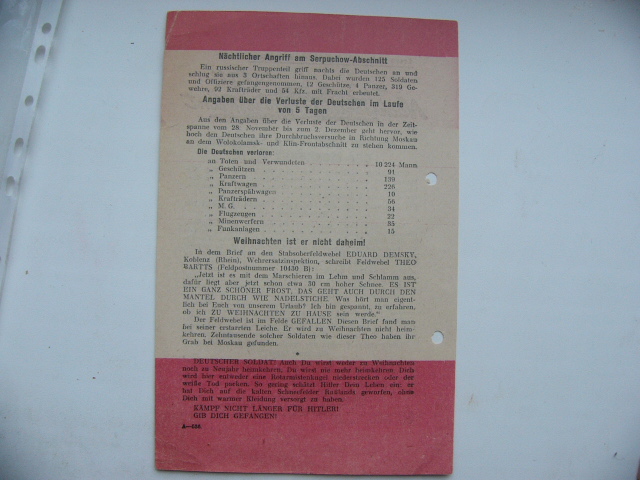 Nächtlicher Angriff am Serpuchow-Abschnitt
Ein russischer Truppenteil griff nachts die Deutschen an und
schlug sie aus 2 Ortschaften hinaus. Dabei wurden 125 Soldaten
und Offiziere gefangengenommen, 12 Geschütze, 4 Panzer, 319 Ge-
wehre, 92 Krafträder und 54 Kfz. mit Fracht erbeutet.
Angaben über die Verluste der Deutschen im Laufe
von 5 Tagen
Aus den Angaben über die Verluste der Deutschen in der Zeit-
spanne vom 28. November bis zum 2. Dezember geht hervor, wie
hoch den Deutschen ihre Durchbruchsversuche in Richtung Moskau
an dem Wolokolamsk- und Klin-Frontabschnitt zu stehen kommen.
Die Deutschen verloren:
an Toten und Verwundeten . . . . . . . „ 10 224 Mann
„ Geschützen . . . . . . . . . . „ 91
„ Panzern . . . . . . . . . . „ 139
„ Kraftwagen . . . . . . . . . . „ 226
„ Panzerspähwagen . . . . . . . . . . „ 19
„ Krafträdern . . . . . . . . . . „ 56
„ M. G. . . . . . . . . . . „ 34
„ Flugzeugen . . . . . . . . . . „ 22
„ Minenwerfern . . . . . . . . . . „ 65
„ Funkanlagen . . . . . . . . . . „ 15
Weihnachten ist er nicht daheim!
In dem Brief an den Stabsoberfeldwebel EDUARD DEMSKY,
Koblenz (Rhein), Wehrersatzinspektion, schreibt Feldwebel THEO
BARTTS (Feldpostnummer 10430 B):
„Jetzt ist es mit dem Marschieren im Lehm und Schlamm aus,
dafür liegt aber jetzt schon etwa 30 cm hoher Schnee. ES IST
EIN GANZ SCHÖNER FROST, DAS GEHT AUCH DURCH DEN
MANTEL DURCH WIE NADELSTICHE. Was hört man eigent-
lich bei Euch von unserem Urlaub? Ich bin gespannt, zu erfahren,
ob ich ZU WEIHNACHTEN ZU HAUSE sein werde.“
Der Feldwebel ist im Felde GEFALLEN. Diesen Brief fand man
bei seiner erstarrten Leiche. Er wird zu Weihnachten nicht heim-
kehren. Zehntausende solcher Soldaten wie dieser Theo haben ihr
Grab bei Moskau gefunden.
DEUTSCHER SOLDAT! Auch Du wirst weder zu Weihnachten
noch zu Neujahr heimkehren. Du wirst nie mehr heimkehren. Dich
wird hier entweder eine Rotarmistenkugel niederstrecken oder der
weiße Tod packen. So gering schätzt Hitler Dein Leben ein: er
hat Dich auf die kalten Schneefelder Rußlands geworfen, ohne
Dich mit warmer Kleidung versorgt zu haben.
KÄMPF NICHT LÄNGER FÜR HITLER!
GIB DICH GEFANGEN!